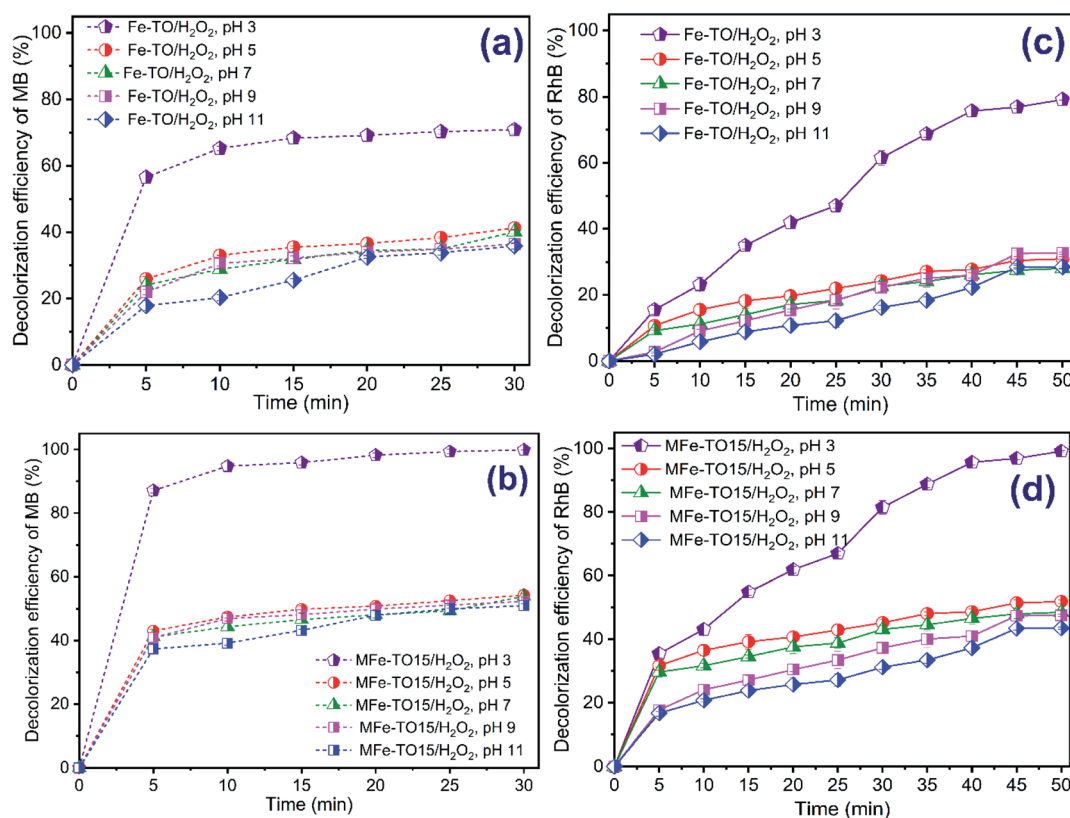 (a)
Fe-TO/H₂O₂, pH 3
Fe-TO/H₂O₂, pH 5
Fe-TO/H₂O₂, pH 7
Fe-TO/H₂O₂, pH 9
Fe-TO/H₂O₂, pH 11
Decolorization efficiency of MB (%)
100
80
60
40
20
0
0 5 10 15 20 25 30
Time (min)
(c)
Fe-TO/H₂O₂, pH 3
Fe-TO/H₂O₂, pH 5
Fe-TO/H₂O₂, pH 7
Fe-TO/H₂O₂, pH 9
Fe-TO/H₂O₂, pH 11
Decolorization efficiency of RhB (%)
100
80
60
40
20
0
0 5 10 15 20 25 30 35 40 45 50
Time (min)
(b)
Decolorization efficiency of MB (%)
100
80
60
40
20
0
MFe-TO15/H₂O₂, pH 3
MFe-TO15/H₂O₂, pH 5
MFe-TO15/H₂O₂, pH 7
MFe-TO15/H₂O₂, pH 9
MFe-TO15/H₂O₂, pH 11
0 5 10 15 20 25 30
Time (min)
(d)
MFe-TO15/H₂O₂, pH 3
MFe-TO15/H₂O₂, pH 5
MFe-TO15/H₂O₂, pH 7
MFe-TO15/H₂O₂, pH 9
MFe-TO15/H₂O₂, pH 11
Decolorization efficiency of RhB (%)
100
80
60
40
20
0
0 5 10 15 20 25 30 35 40 45 50
Time (min)